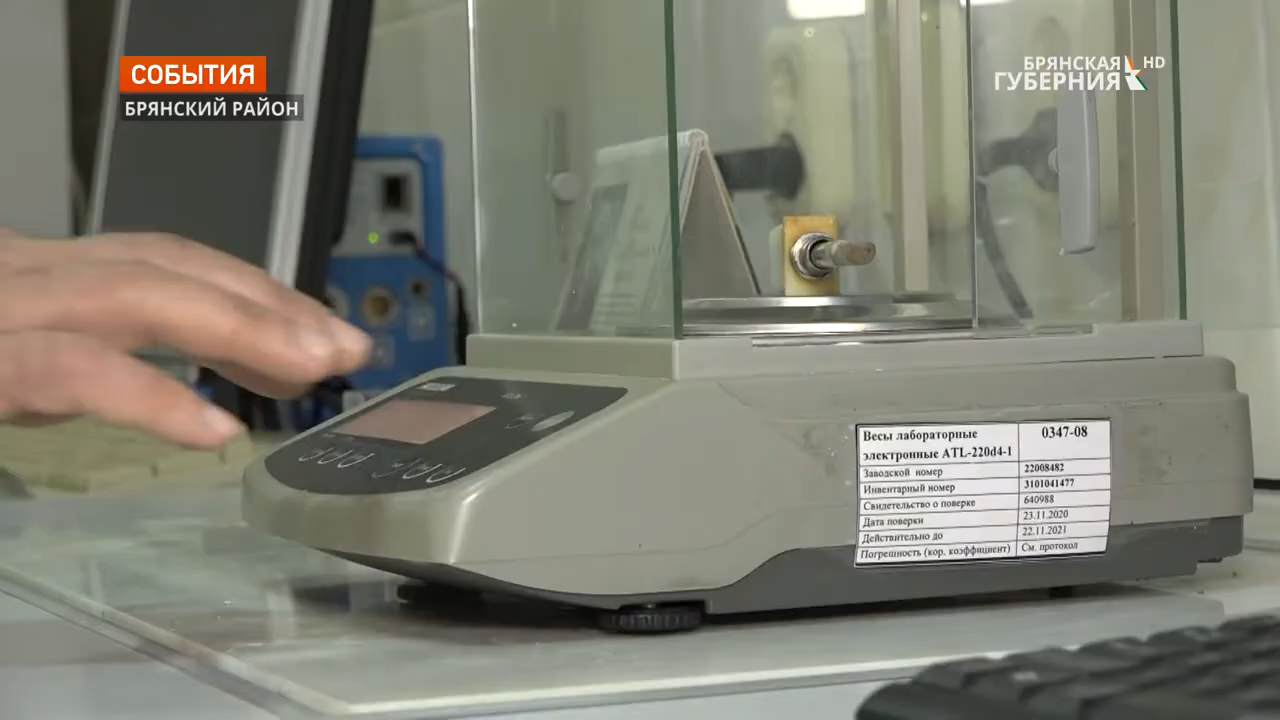 СОБЫТИЯ
БРЯНСКИЙ РАЙОН
БРЯНСКАЯ HD
ГУБЕРНИЯ
Весы лабораторные
электронные ATL-220d4-1
0347-08
Заводской номер 22008482
Инвентарный номер 3101041477
Свидетельство о поверке 640988
Дата поверки 23.11.2020
Действительно до 22.11.2021
Погрешность (кор. коэффициент) См. протокол